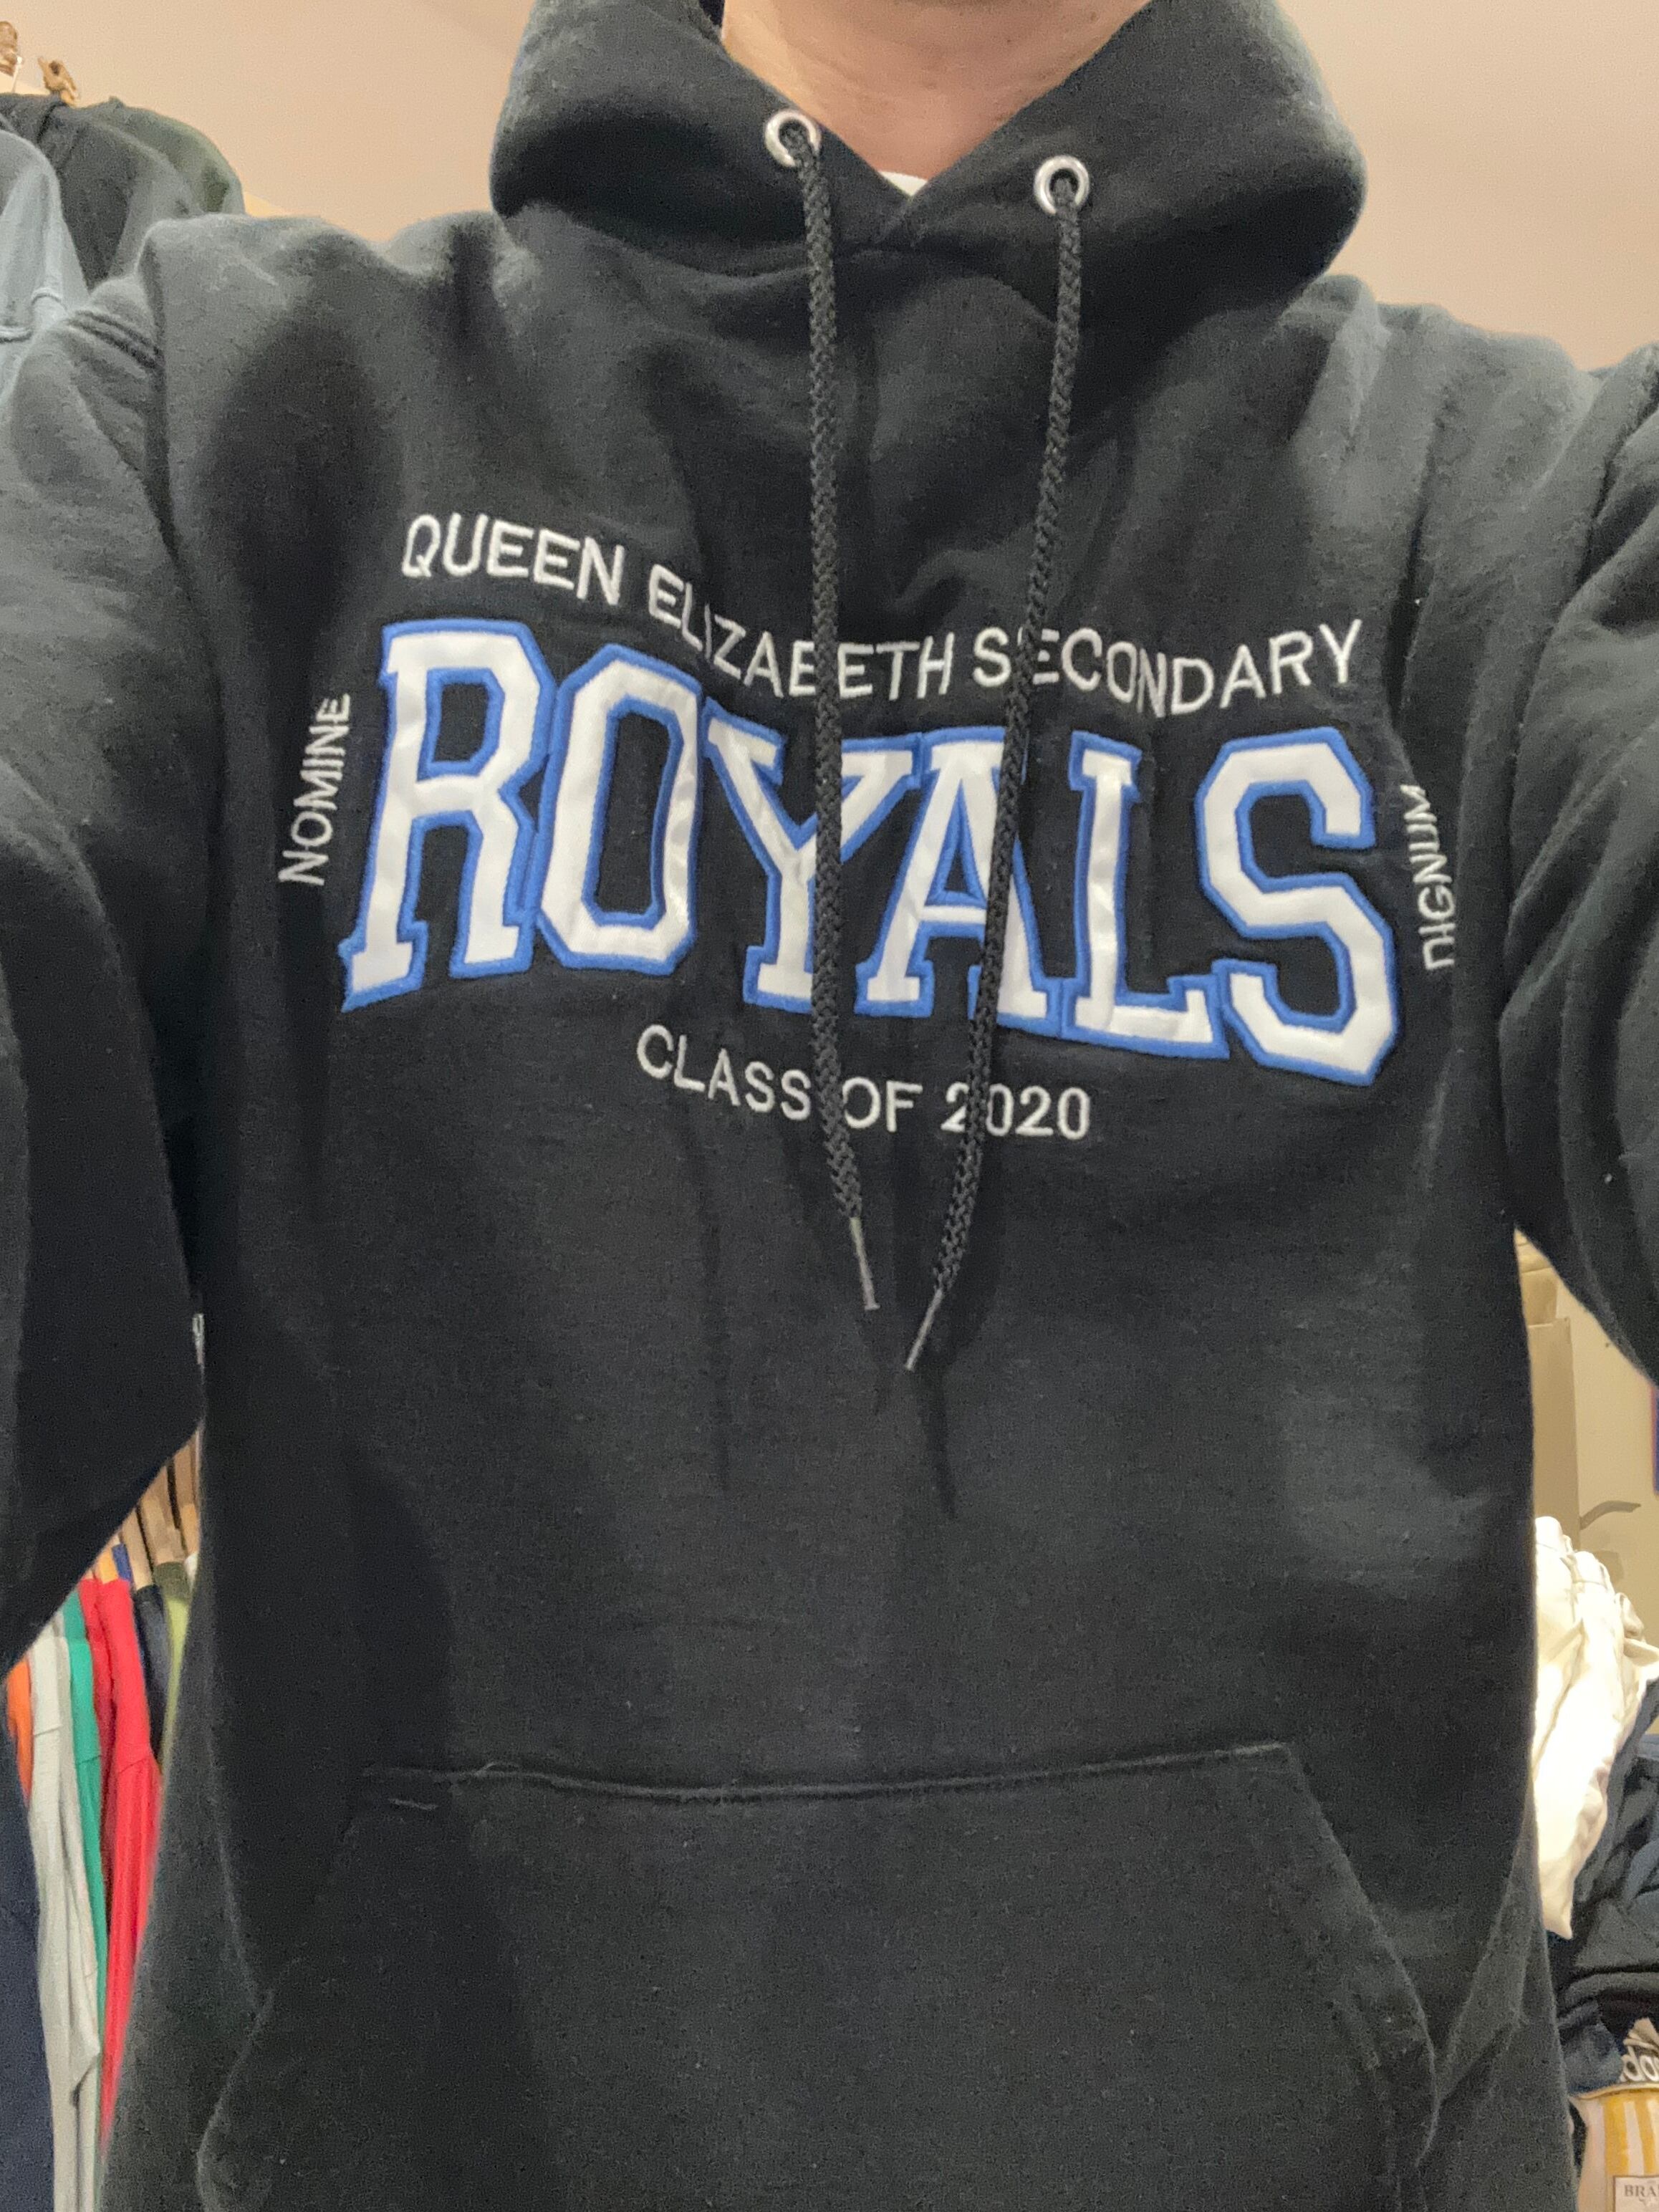 QUEEN ELIZABETH SECONDARY
NOMINE
ROYALS
DIGNUM
CLASS OF 2020